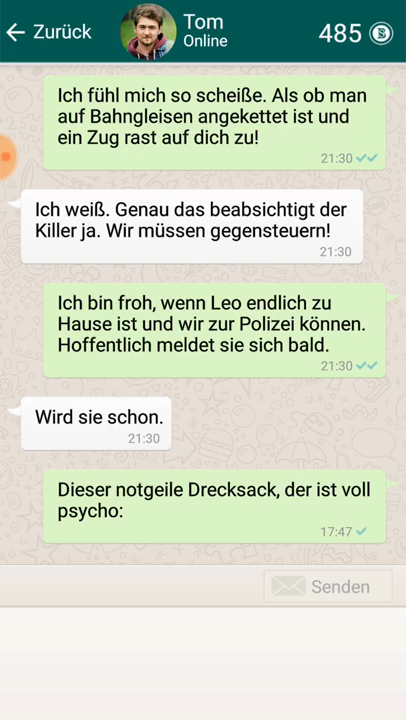 Zurück
Tom
Online
485
Ich fühl mich so scheiße. Als ob man
auf Bahngleisen angekettet ist und
ein Zug rast auf dich zu!
21:30
Ich weiß. Genau das beabsichtigt der
Killer ja. Wir müssen gegensteuern!
21:30
Ich bin froh, wenn Leo endlich zu
Hause ist und wir zur Polizei können.
Hoffentlich meldet sie sich bald.
21:30
Wird sie schon.
21:30
Dieser notgeile Drecksack, der ist voll
psycho:
17:47
Senden